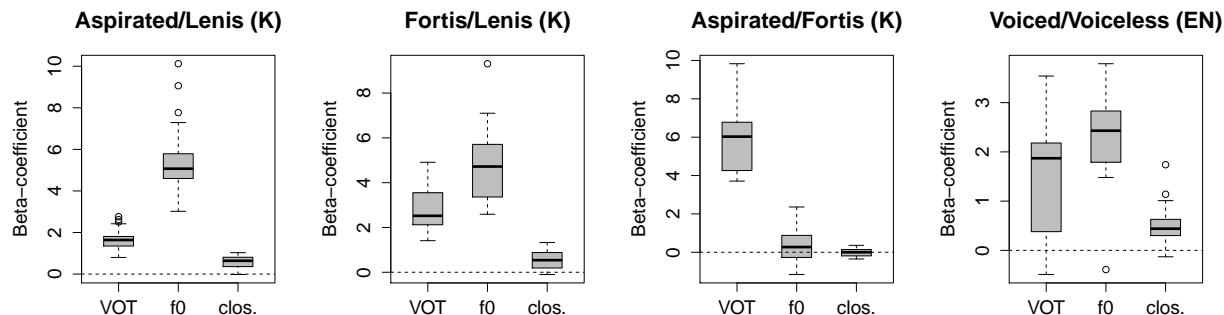 Aspirated/Lenis (K)
Beta−coefficient
0
2
4
6
8
10
VOT f0 clos.
Fortis/Lenis (K)
Beta−coefficient
0
2
4
6
8
VOT f0 clos.
Aspirated/Fortis (K)
Beta−coefficient
0
2
4
6
8
10
VOT f0 clos.
Voiced/Voiceless (EN)
Beta−coefficient
0
1
2
3
VOT f0 clos.